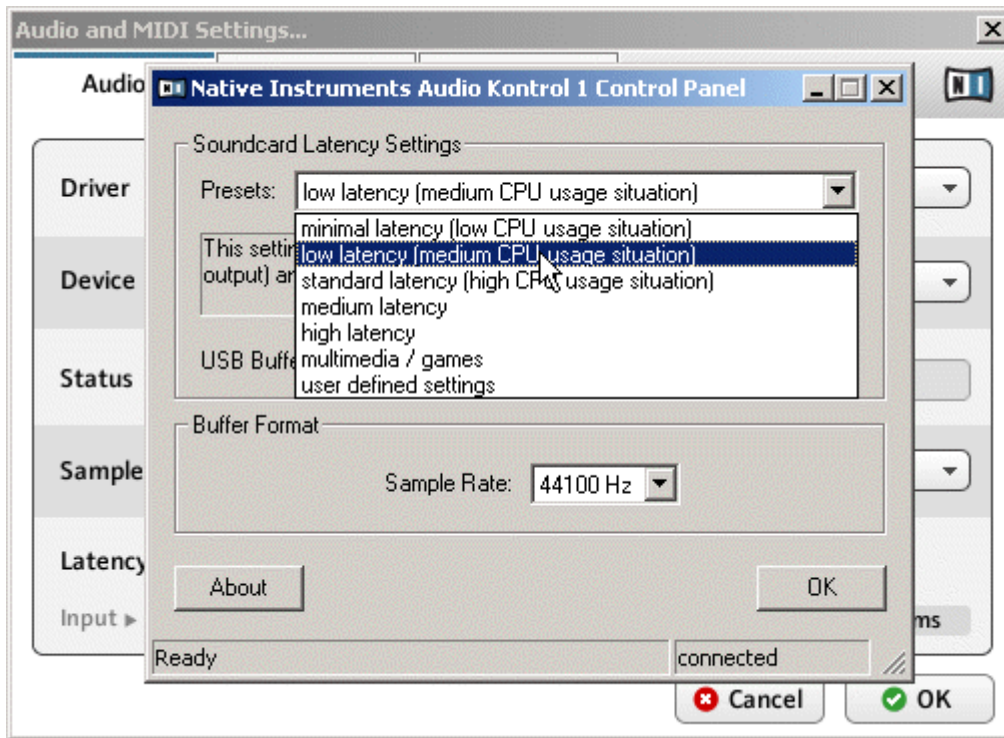 Audio and MIDI Settings...
Audio
NI
Native Instruments Audio Kontrol 1 Control Panel
Soundcard Latency Settings
Driver
Presets:
low latency (medium CPU usage situation)
minimal latency (low CPU usage situation)
This settin
low latency (medium CPU usage situation)
Device
output) an
standard latency (high CPU usage situation)
medium latency
high latency
USB Buffe
multimedia / games
Status
user defined settings
Buffer Format
Sample
Sample Rate:
44100 Hz
Latency
About
OK
Input
ms
Ready
connected
Cancel
OK